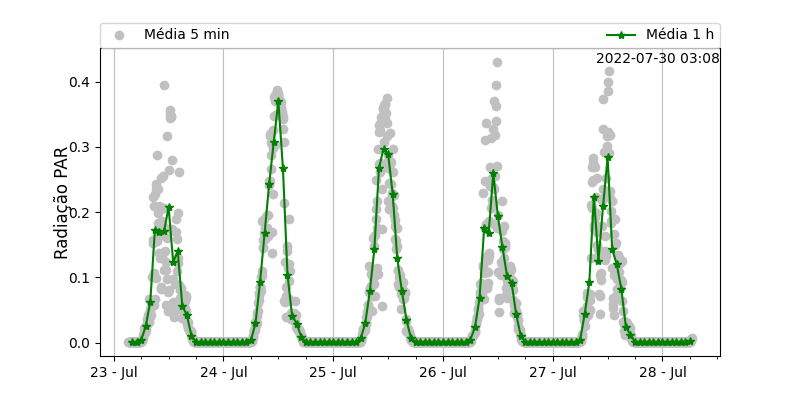 Média 5 min
Média 1 h
2022-07-30 03:08
Radiação PAR
0.4
0.3
0.2
0.1
0.0
23 - Jul
24 - Jul
25 - Jul
26 - Jul
27 - Jul
28 - Jul